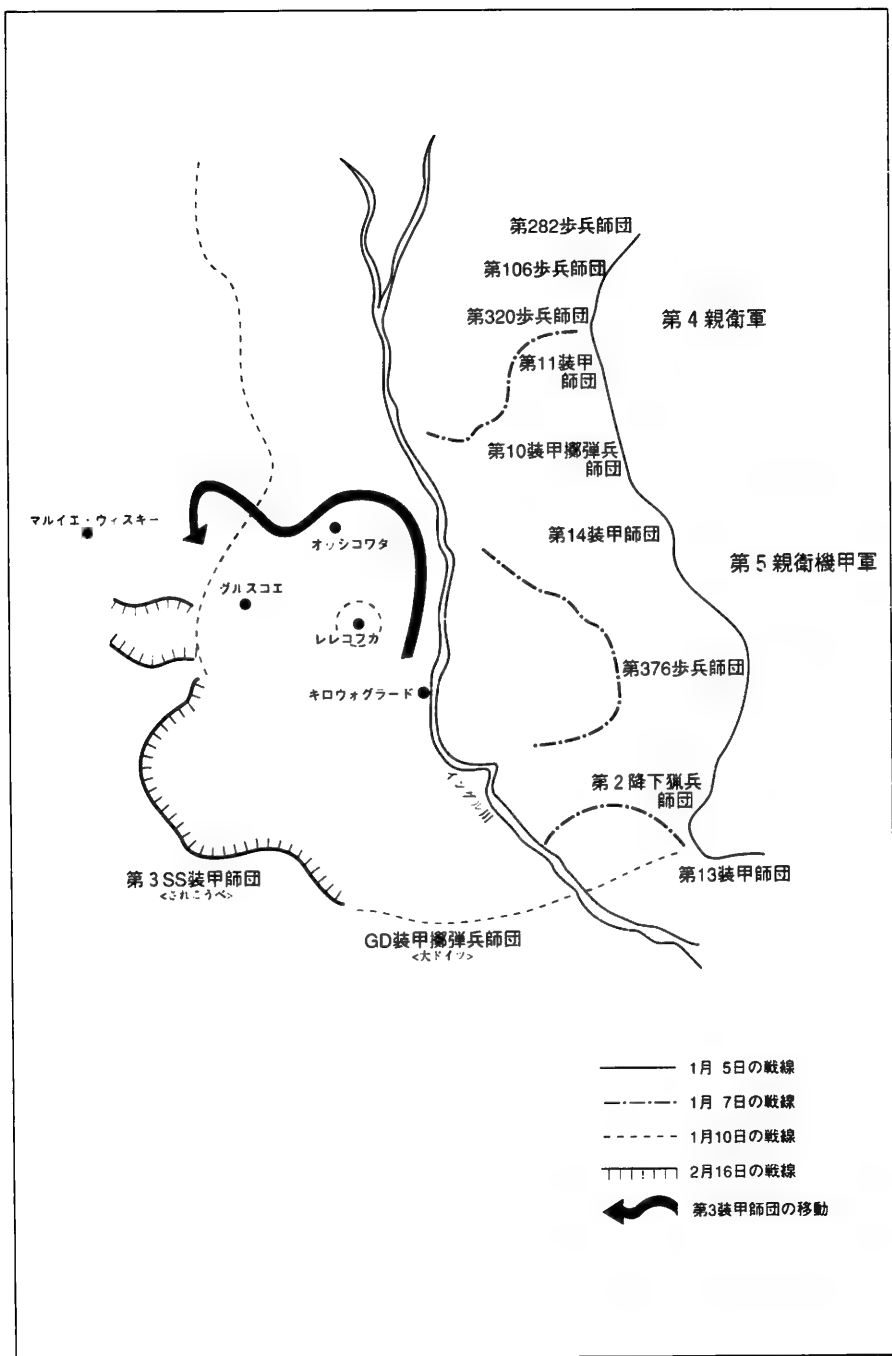 第282歩兵師団
第106歩兵師団
第320歩兵師団
第４親衛軍
第11装甲
師団
第10装甲擲弾兵
師団
マルイエ・ウィスキー
オッシコワタ
第14装甲師団
第５親衛機甲軍
グルスコエ
レレコフカ
第376歩兵師団
キロウォグラード
イングル川
第２降下猟兵
師団
第３SS装甲師団
<されこうべ>
第13装甲師団
GD装甲擲弾兵師団
<大ドイツ>
1月 5日の戦線
1月 7日の戦線
1月10日の戦線
2月16日の戦線
第3装甲師団の移動